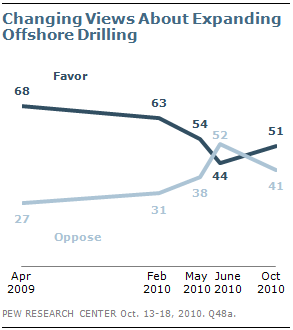 Changing Views About Expanding
Offshore Drilling
Favor
68
63
54
52
51
44
41
38
31
27
Oppose
Apr Feb May June Oct
2009 2010 2010 2010 2010
PEW RESEARCH CENTER Oct. 13-18, 2010. Q48a.